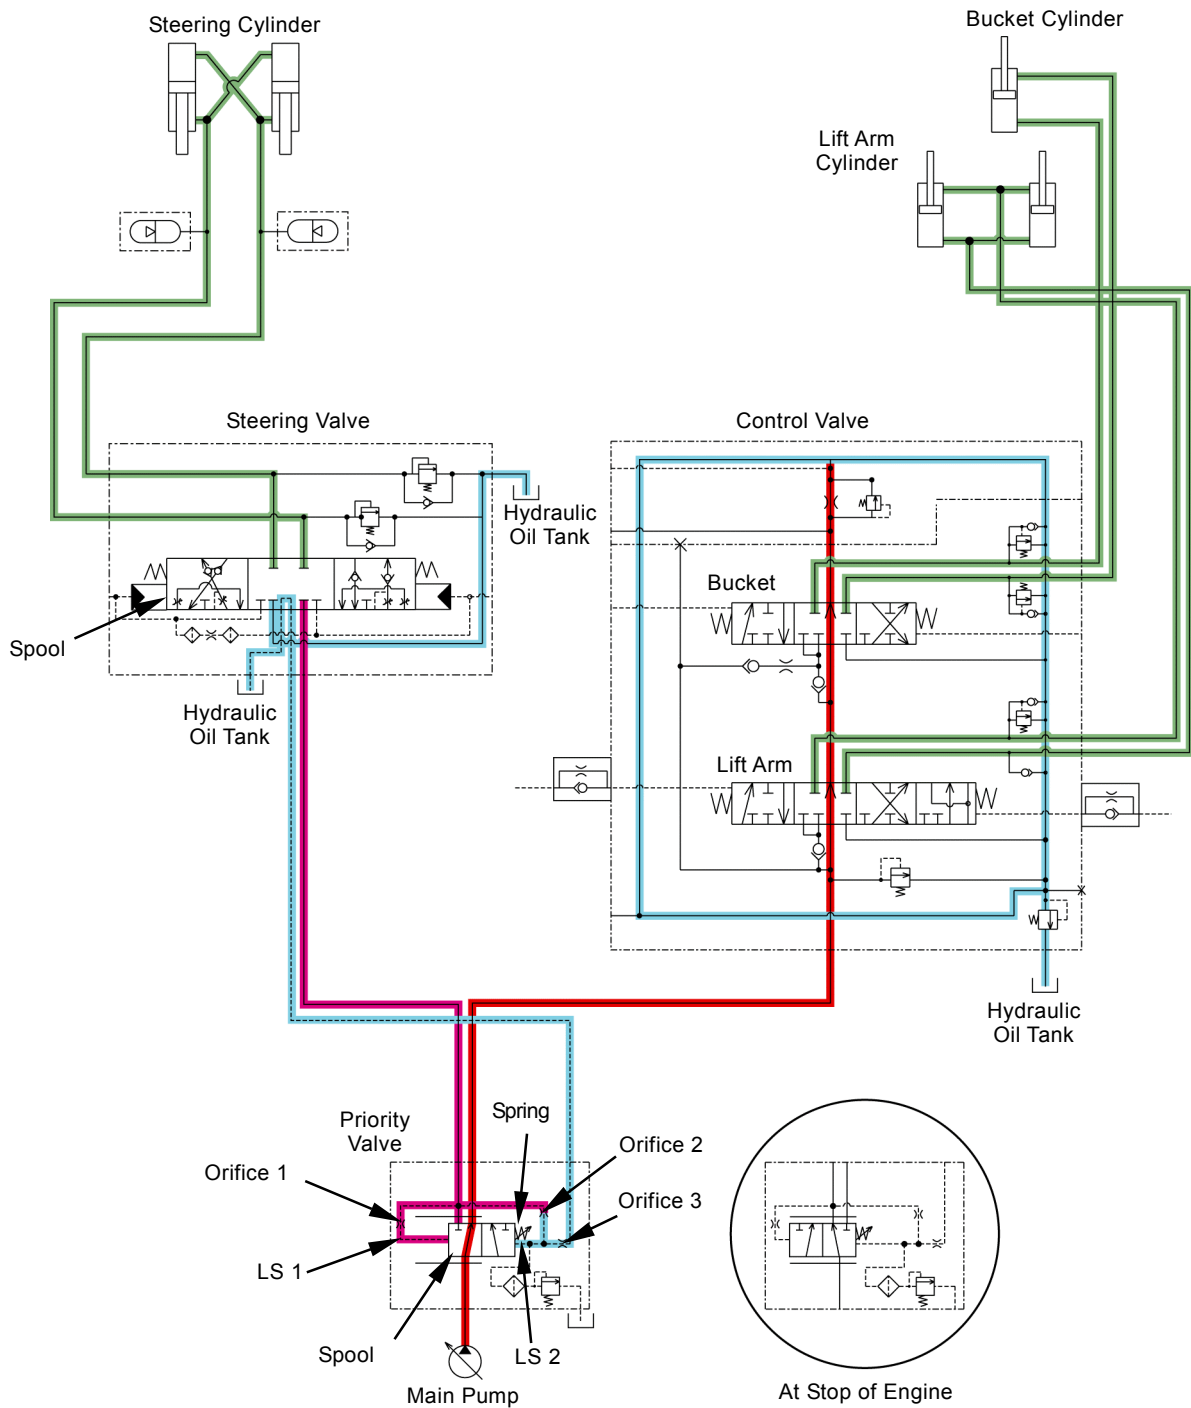 Steering Cylinder
Bucket Cylinder
Lift Arm
Cylinder
Steering Valve
Control Valve
Hydraulic
Oil Tank
Bucket
Spool
Hydraulic
Oil Tank
Lift Arm
Hydraulic
Oil Tank
Priority
Valve
Spring
Orifice 1
Orifice 2
Orifice 3
LS 1
Spool
LS 2
Main Pump
At Stop of Engine